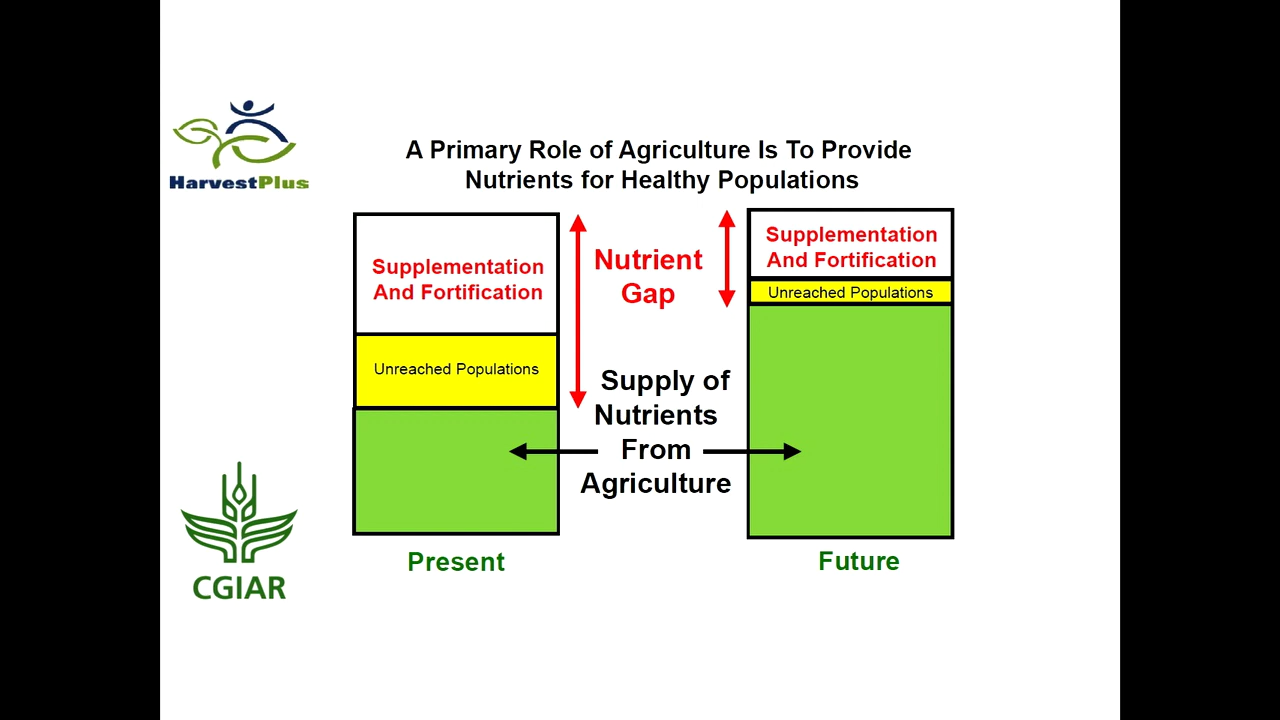 HarvestPlus
A Primary Role of Agriculture Is To Provide
Nutrients for Healthy Populations
Supplementation
And Fortification
Unreached Populations
Nutrient
Gap
Supply of
Nutrients
From
Agriculture
Supplementation
And Fortification
Unreached Populations
Present
Future
CGIAR